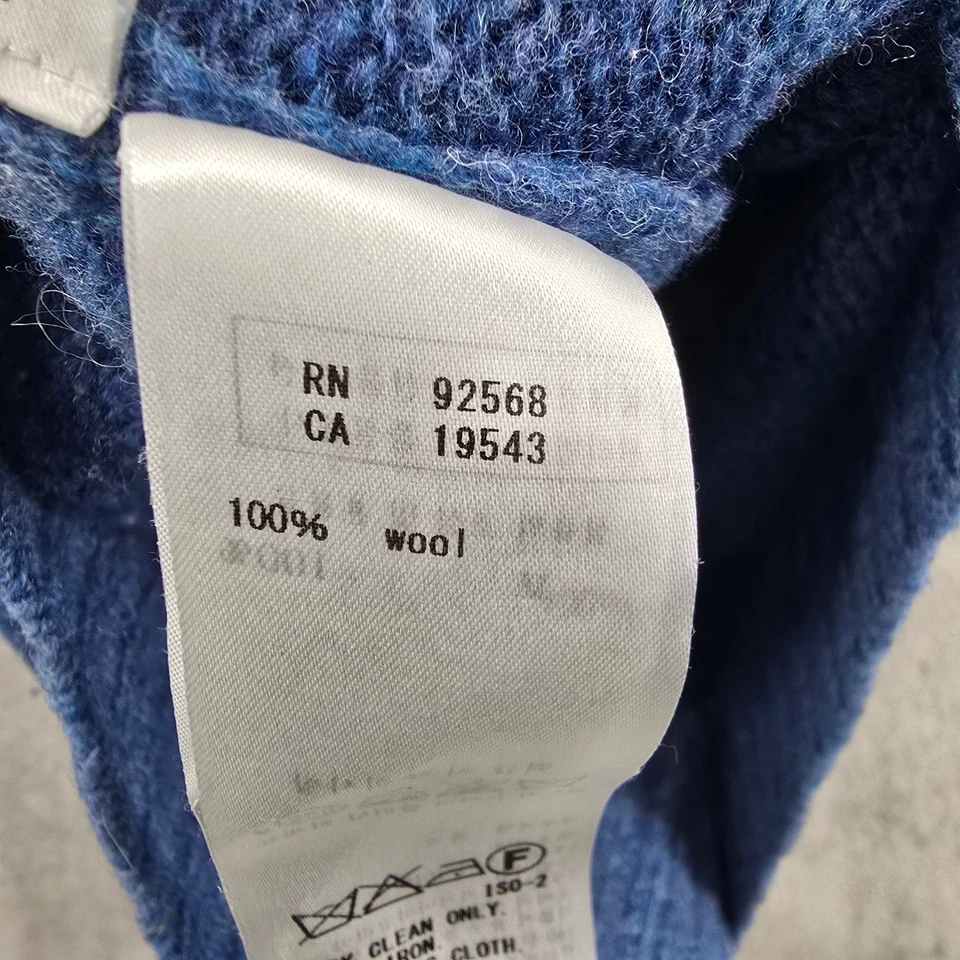 RN 92568
CA 19543
100% wool
F
ISO-2
CLEAN ONLY.
IRON.
CLOTH.